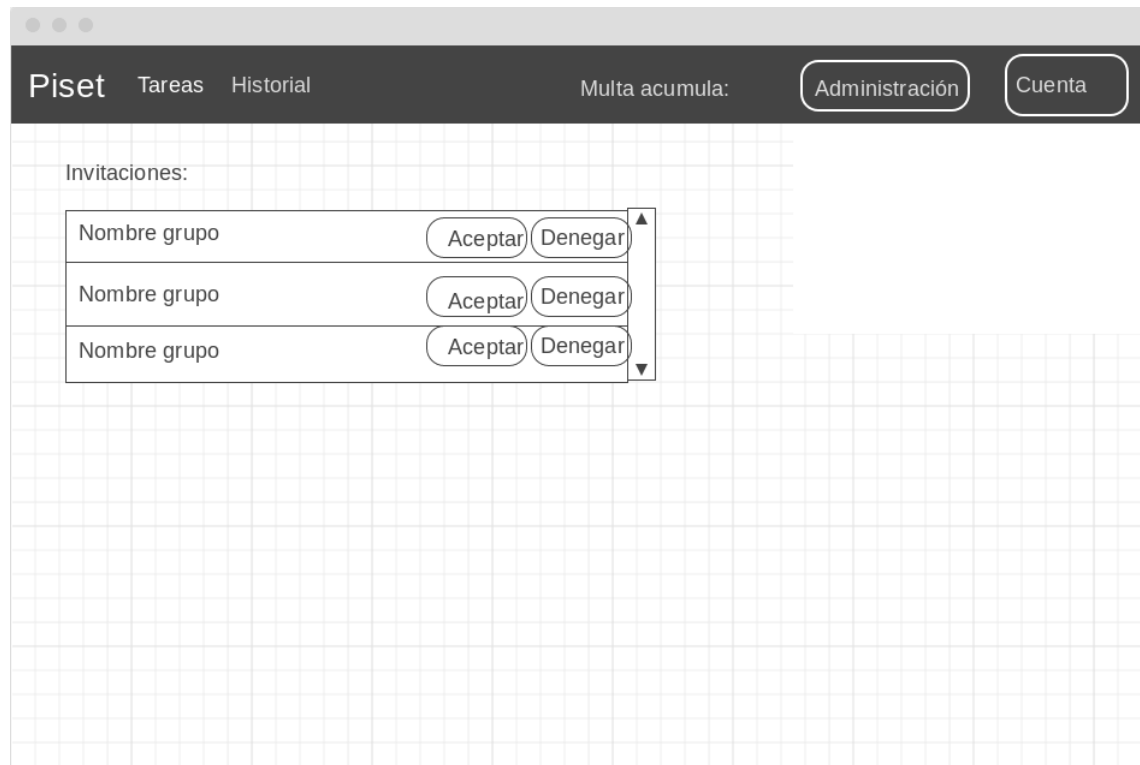 Piset Tareas Historial Multa acumula: Administración Cuenta
Invitaciones:
Nombre grupo Aceptar Denegar
Nombre grupo Aceptar Denegar
Nombre grupo Aceptar Denegar